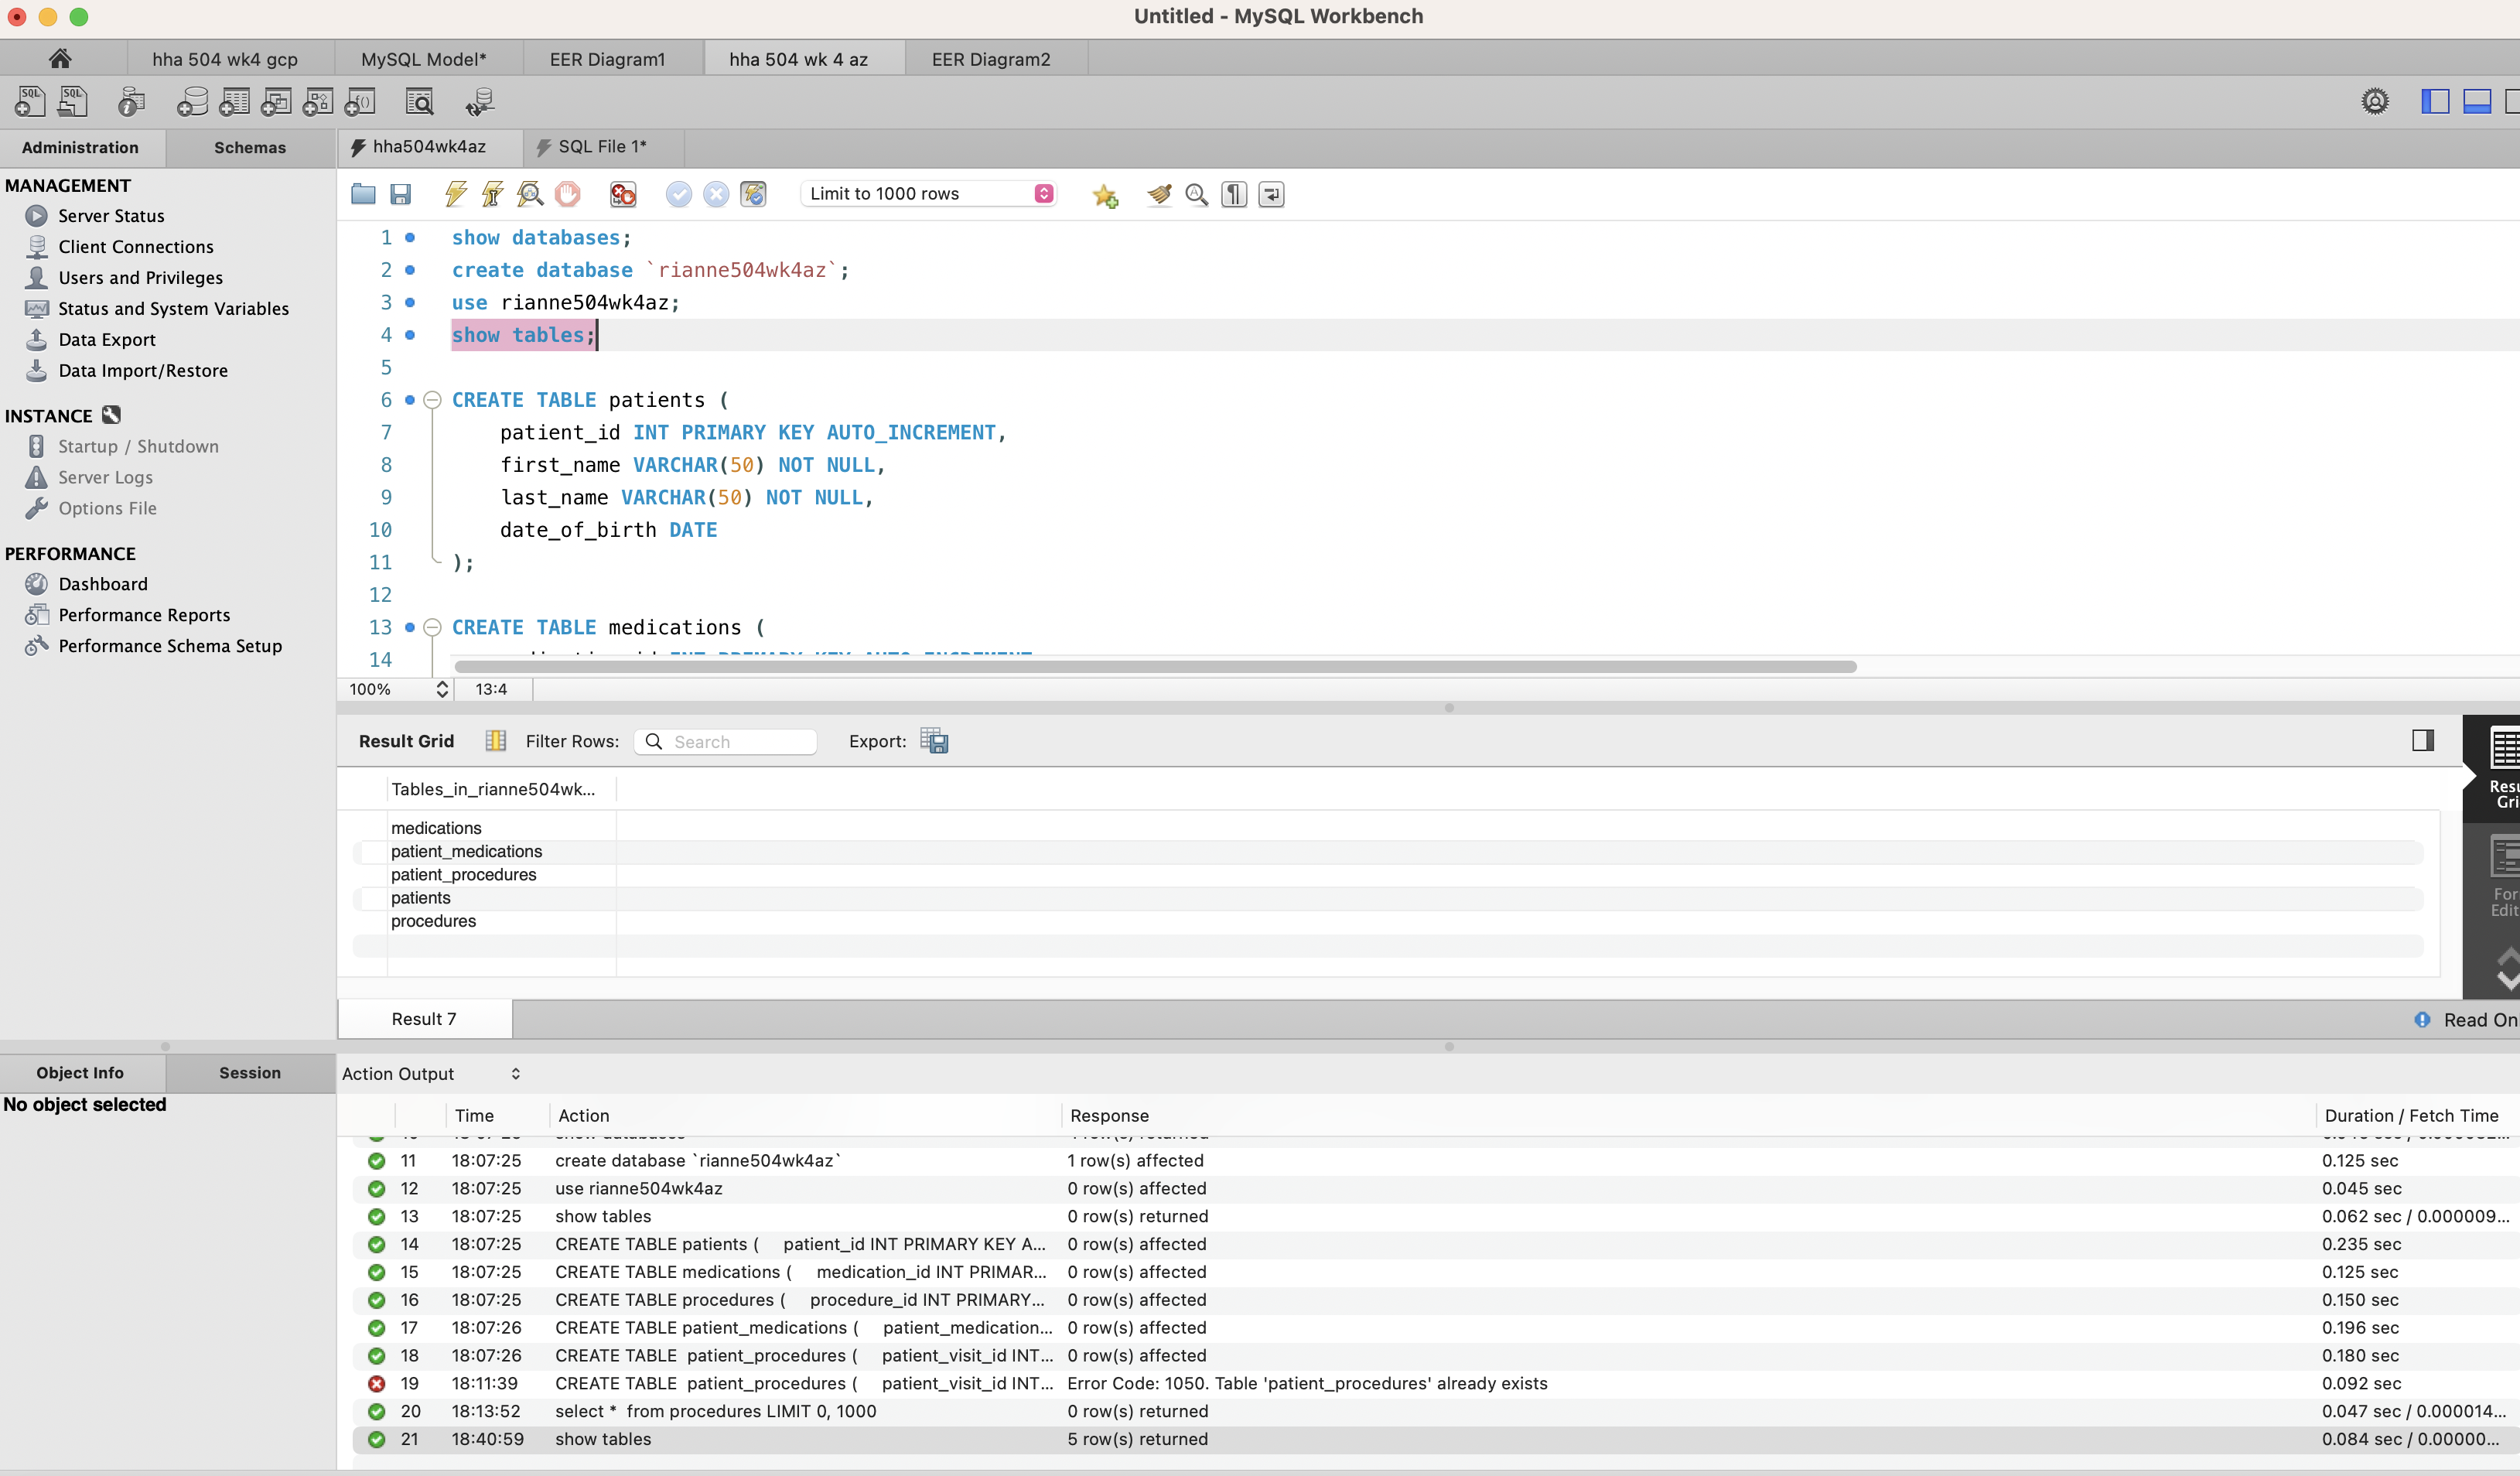 Untitled - MySQL Workbench
hha 504 wk4 gcp
MySQL Model*
EER Diagram1
hha 504 wk 4 az
EER Diagram2
Administration
Schemas
MANAGEMENT
Server Status
Client Connections
Users and Privileges
Status and System Variables
Data Export
Data Import/Restore
INSTANCE
Startup / Shutdown
Server Logs
Options File
PERFORMANCE
Dashboard
Performance Reports
Performance Schema Setup
hha504wk4az
SQL File 1*
Limit to 1000 rows
1 show databases;
2 create database `rianne504wk4az`;
3 use rianne504wk4az;
4 show tables;
5
6 CREATE TABLE patients (
7 patient_id INT PRIMARY KEY AUTO_INCREMENT,
8 first_name VARCHAR(50) NOT NULL,
9 last_name VARCHAR(50) NOT NULL,
10 date_of_birth DATE
11 );
12
13 CREATE TABLE medications (
14
100% 13:4
Result Grid Filter Rows: Search Export:
Tables_in_rianne504wk...
medications
patient_medications
patient_procedures
patients
procedures
Result 7
Read On
Object Info
Session
No object selected
Action Output
Time Action Response Duration / Fetch Time
11 18:07:25 create database `rianne504wk4az` 1 row(s) affected 0.125 sec
12 18:07:25 use rianne504wk4az 0 row(s) affected 0.045 sec
13 18:07:25 show tables 0 row(s) returned 0.062 sec / 0.000009...
14 18:07:25 CREATE TABLE patients ( patient_id INT PRIMARY KEY A... 0 row(s) affected 0.235 sec
15 18:07:25 CREATE TABLE medications ( medication_id INT PRIMAR... 0 row(s) affected 0.125 sec
16 18:07:25 CREATE TABLE procedures ( procedure_id INT PRIMARY... 0 row(s) affected 0.150 sec
17 18:07:26 CREATE TABLE patient_medications ( patient_medication... 0 row(s) affected 0.196 sec
18 18:07:26 CREATE TABLE patient_procedures ( patient_visit_id INT... 0 row(s) affected 0.180 sec
19 18:11:39 CREATE TABLE patient_procedures ( patient_visit_id INT... Error Code: 1050. Table 'patient_procedures' already exists 0.092 sec
20 18:13:52 select * from procedures LIMIT 0, 1000 0 row(s) returned 0.047 sec / 0.000014...
21 18:40:59 show tables 5 row(s) returned 0.084 sec / 0.00000...